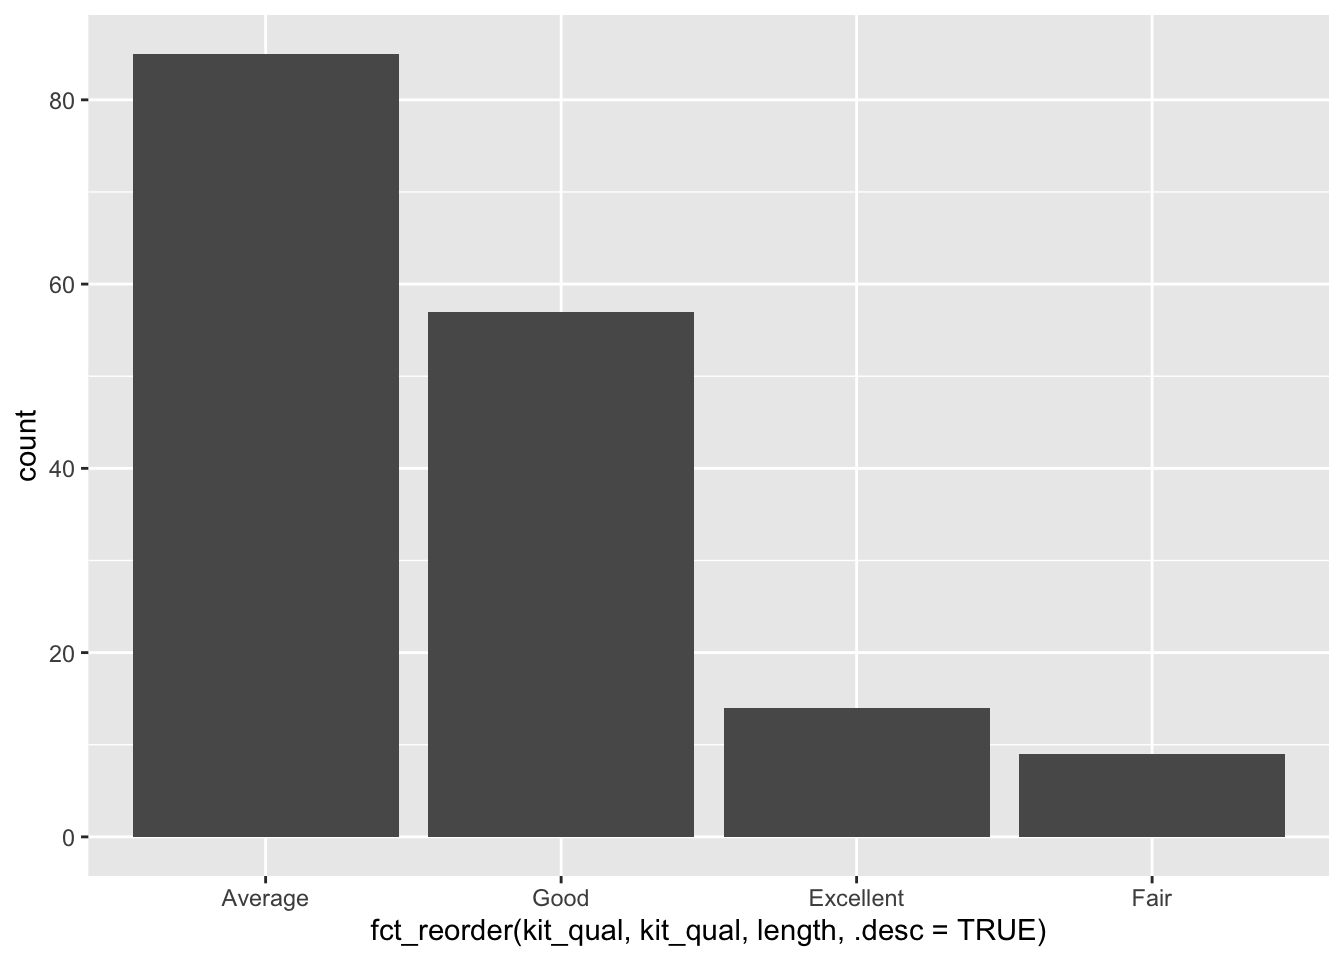 80
60
40
20
0
count
Average Good Excellent Fair
fct_reorder(kit_qual, kit_qual, length, .desc = TRUE)